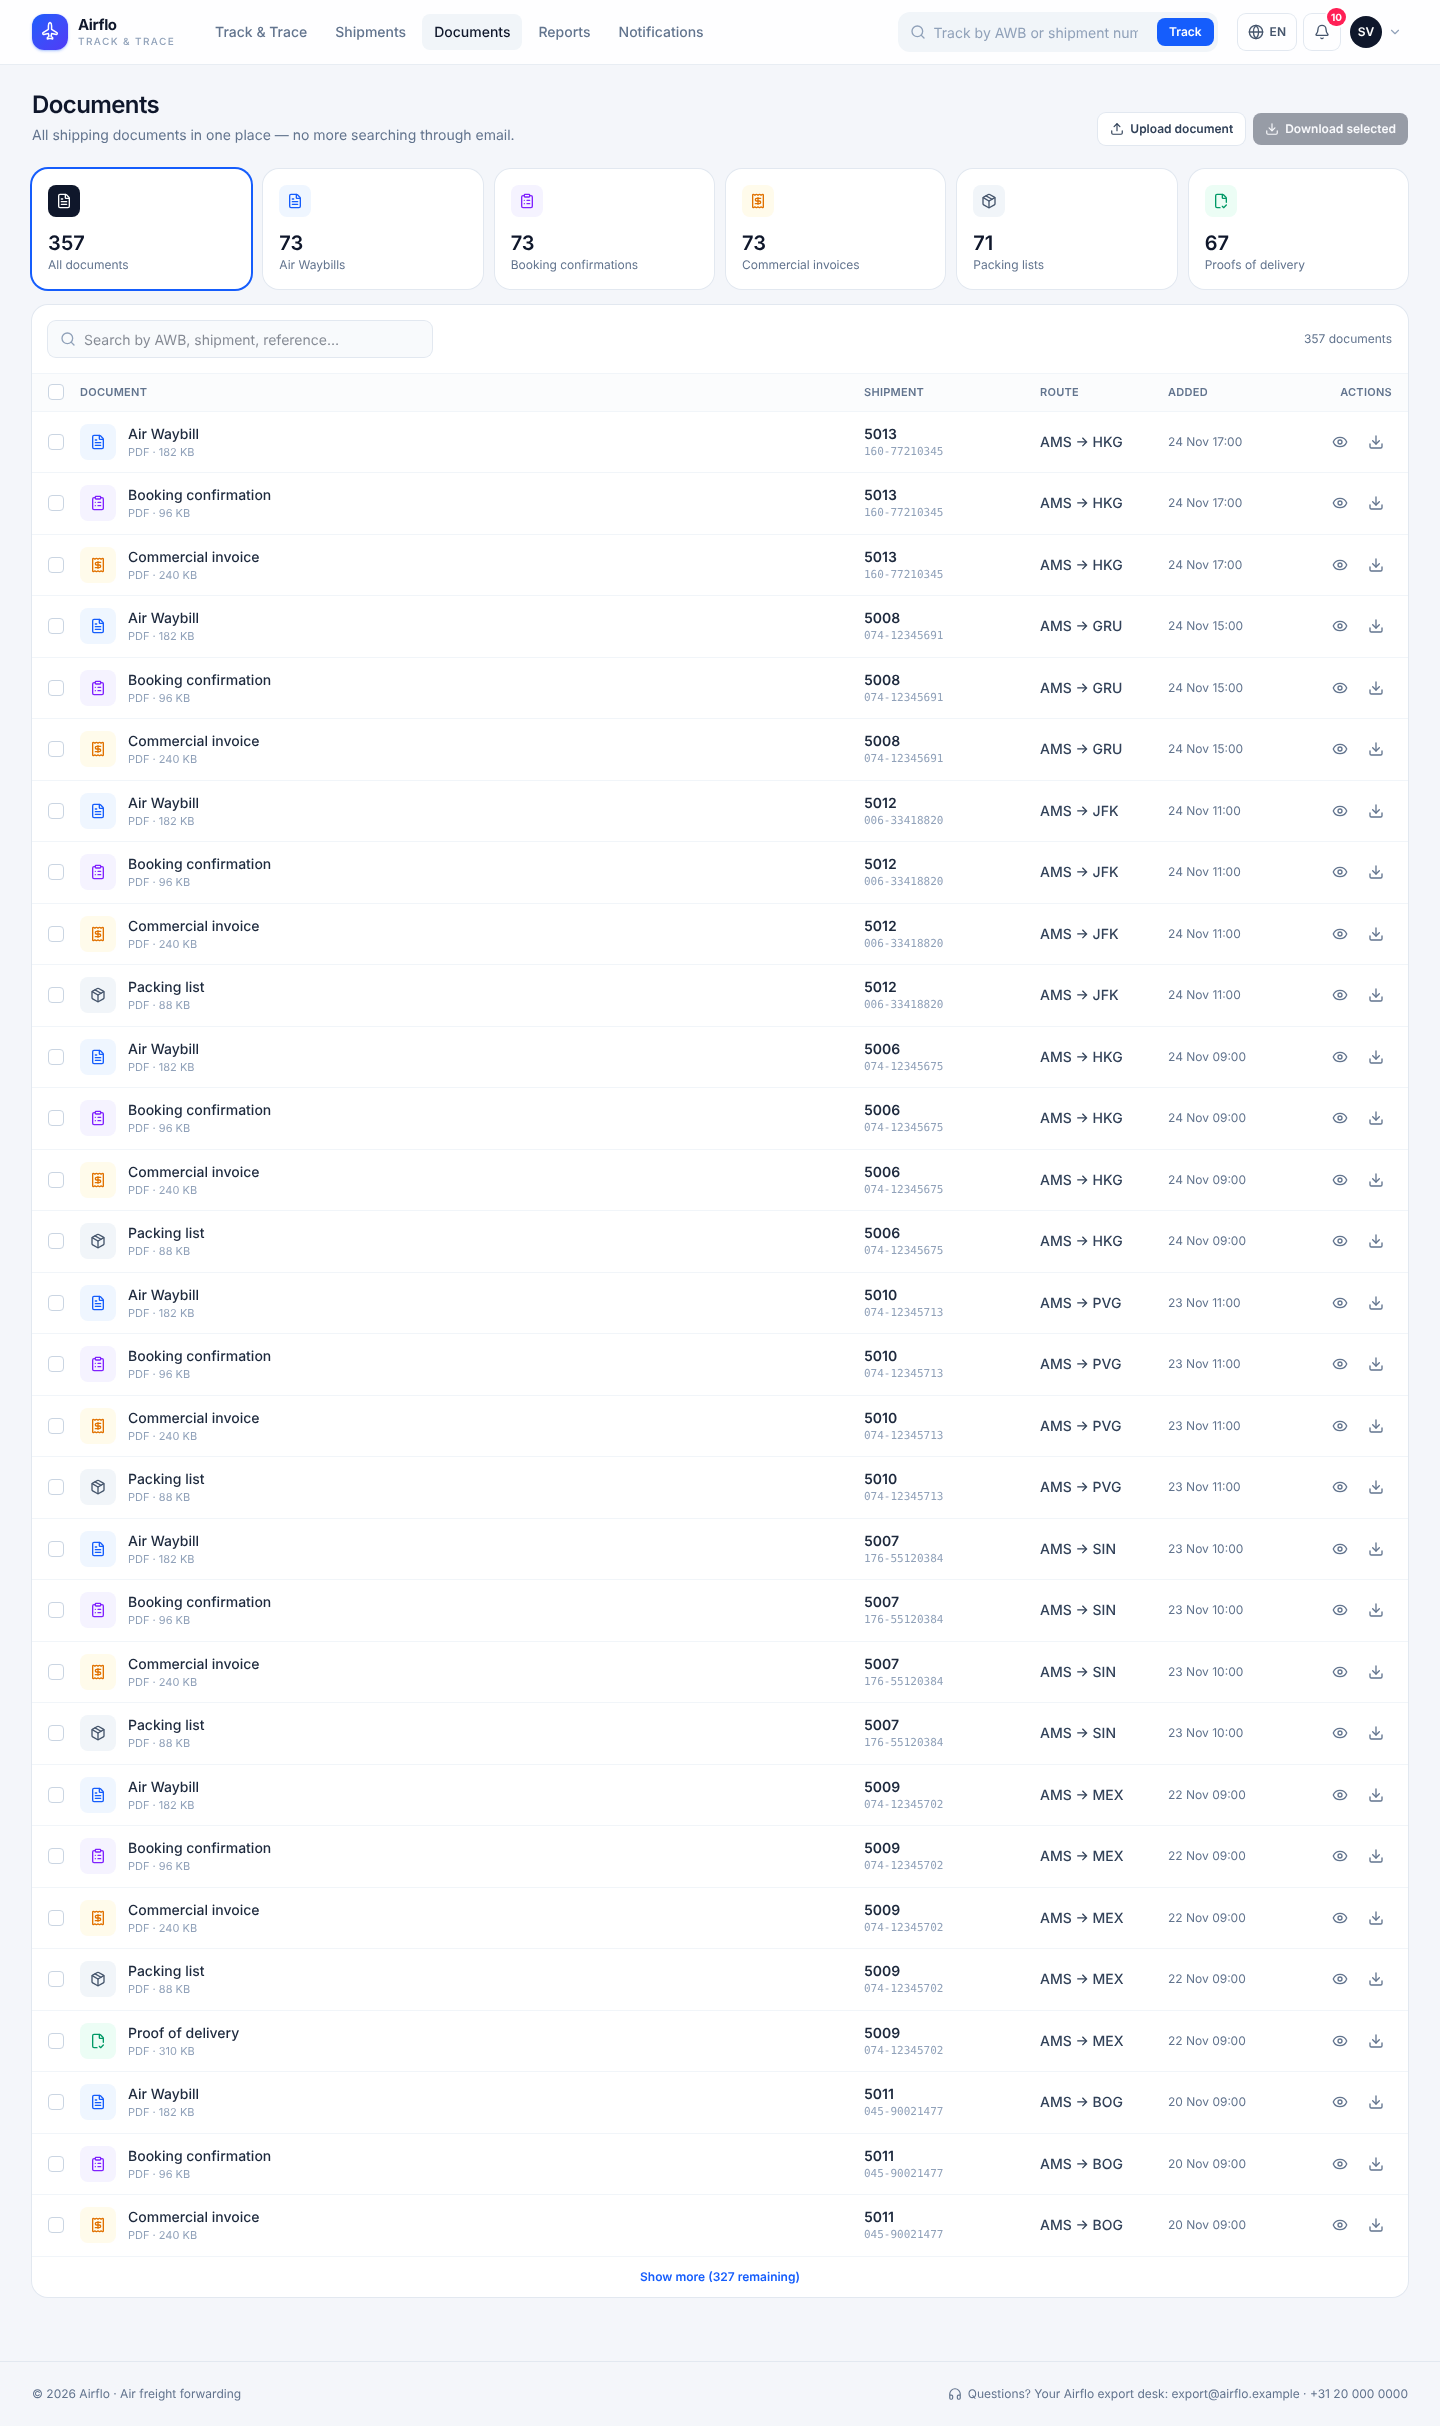 Airflo
TRACK & TRACE
Track & Trace
Shipments
Documents
Reports
Notifications
Track by AWB or shipment num
Track
EN
10
SV
Documents
All shipping documents in one place — no more searching through email.
Upload document
Download selected
357
All documents
73
Air Waybills
73
Booking confirmations
73
Commercial invoices
71
Packing lists
67
Proofs of delivery
Search by AWB, shipment, reference...
357 documents
DOCUMENT SHIPMENT ROUTE ADDED ACTIONS
Air Waybill 5013 AMS → HKG 24 Nov 17:00
PDF · 182 KB 160-77210345
Booking confirmation 5013 AMS → HKG 24 Nov 17:00
PDF · 96 KB 160-77210345
Commercial invoice 5013 AMS → HKG 24 Nov 17:00
PDF · 240 KB 160-77210345
Air Waybill 5008 AMS → GRU 24 Nov 15:00
PDF · 182 KB 074-12345691
Booking confirmation 5008 AMS → GRU 24 Nov 15:00
PDF · 96 KB 074-12345691
Commercial invoice 5008 AMS → GRU 24 Nov 15:00
PDF · 240 KB 074-12345691
Air Waybill 5012 AMS → JFK 24 Nov 11:00
PDF · 182 KB 006-33418820
Booking confirmation 5012 AMS → JFK 24 Nov 11:00
PDF · 96 KB 006-33418820
Commercial invoice 5012 AMS → JFK 24 Nov 11:00
PDF · 240 KB 006-33418820
Packing list 5012 AMS → JFK 24 Nov 11:00
PDF · 88 KB 006-33418820
Air Waybill 5006 AMS → HKG 24 Nov 09:00
PDF · 182 KB 074-12345675
Booking confirmation 5006 AMS → HKG 24 Nov 09:00
PDF · 96 KB 074-12345675
Commercial invoice 5006 AMS → HKG 24 Nov 09:00
PDF · 240 KB 074-12345675
Packing list 5006 AMS → HKG 24 Nov 09:00
PDF · 88 KB 074-12345675
Air Waybill 5010 AMS → PVG 23 Nov 11:00
PDF · 182 KB 074-12345713
Booking confirmation 5010 AMS → PVG 23 Nov 11:00
PDF · 96 KB 074-12345713
Commercial invoice 5010 AMS → PVG 23 Nov 11:00
PDF · 240 KB 074-12345713
Packing list 5010 AMS → PVG 23 Nov 11:00
PDF · 88 KB 074-12345713
Air Waybill 5007 AMS → SIN 23 Nov 10:00
PDF · 182 KB 176-55120384
Booking confirmation 5007 AMS → SIN 23 Nov 10:00
PDF · 96 KB 176-55120384
Commercial invoice 5007 AMS → SIN 23 Nov 10:00
PDF · 240 KB 176-55120384
Packing list 5007 AMS → SIN 23 Nov 10:00
PDF · 88 KB 176-55120384
Air Waybill 5009 AMS → MEX 22 Nov 09:00
PDF · 182 KB 074-12345702
Booking confirmation 5009 AMS → MEX 22 Nov 09:00
PDF · 96 KB 074-12345702
Commercial invoice 5009 AMS → MEX 22 Nov 09:00
PDF · 240 KB 074-12345702
Packing list 5009 AMS → MEX 22 Nov 09:00
PDF · 88 KB 074-12345702
Proof of delivery 5009 AMS → MEX 22 Nov 09:00
PDF · 310 KB 074-12345702
Air Waybill 5011 AMS → BOG 20 Nov 09:00
PDF · 182 KB 045-90021477
Booking confirmation 5011 AMS → BOG 20 Nov 09:00
PDF · 96 KB 045-90021477
Commercial invoice 5011 AMS → BOG 20 Nov 09:00
PDF · 240 KB 045-90021477
Show more (327 remaining)
© 2026 Airflo · Air freight forwarding
Questions? Your Airflo export desk: export@airflo.example · +31 20 000 0000